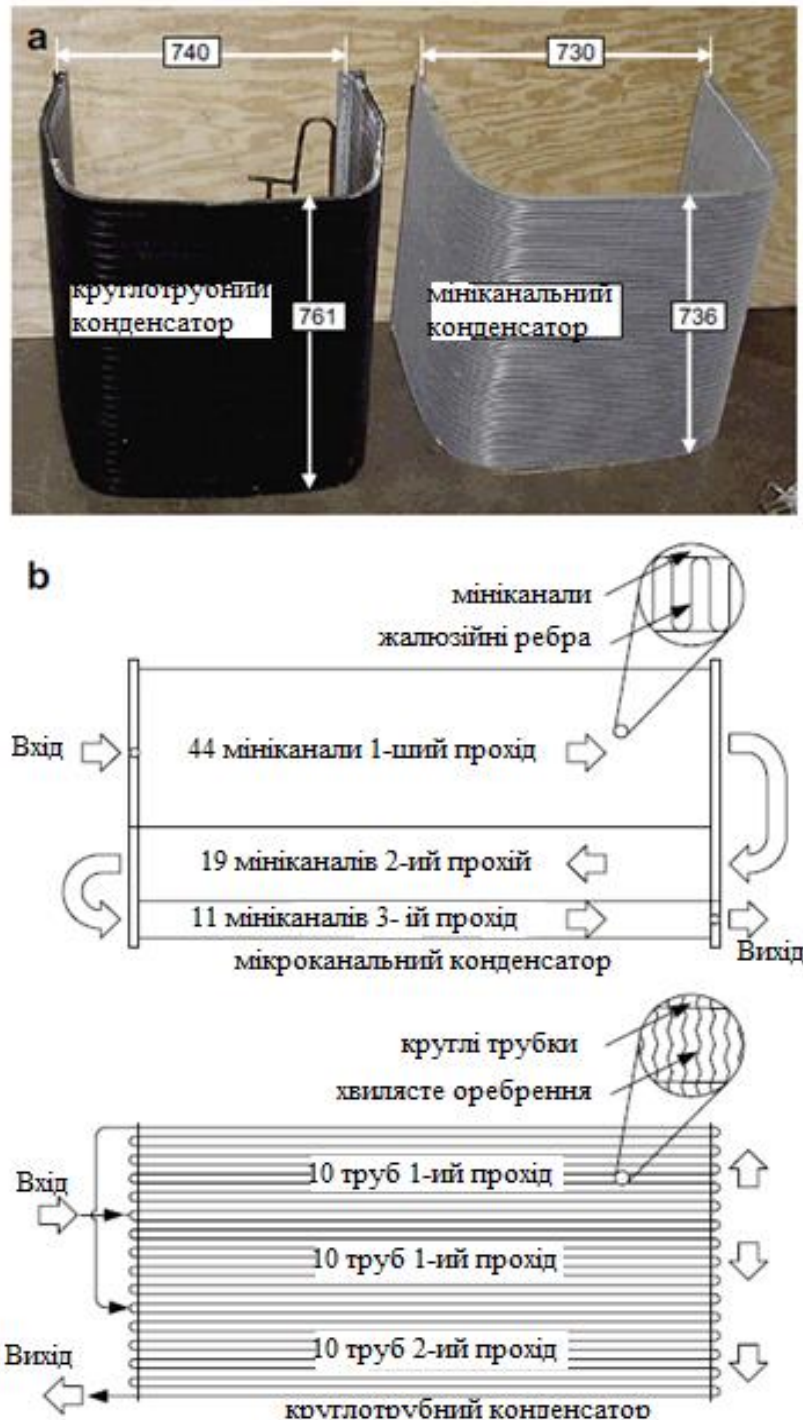 a
740
730
круглотрубний
конденсатор
761
мініканальний
конденсатор
736
b
мініканали
жалюзійні ребра
Вхід
44 мініканали 1-ший прохід
19 мініканалів 2-ий прохій
11 мініканалів 3- ій прохід
Вихід
мікроканальний конденсатор
круглі трубки
хвилясте оребрення
Вхід
10 труб 1-ий прохід
10 труб 1-ий прохід
10 труб 2-ий прохід
Вихід
круглотрубний конденсатор